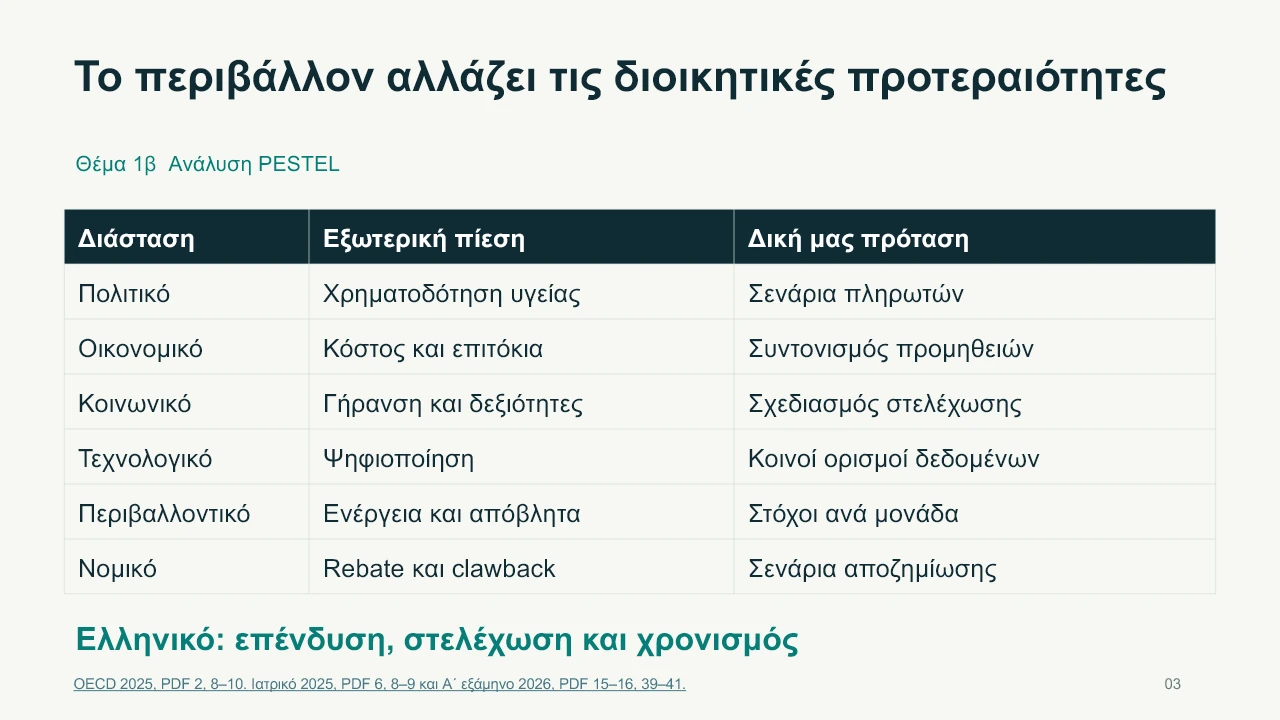 Το περιβάλλον αλλάζει τις διοικητικές προτεραιότητες
Θέμα 1β  Ανάλυση PESTEL
Διάσταση Εξωτερική πίεση Δική μας πρόταση
Πολιτικό Χρηματοδότηση υγείας Σενάρια πληρωτών
Οικονομικό Κόστος και επιτόκια Συντονισμός προμηθειών
Κοινωνικό Γήρανση και δεξιότητες Σχεδιασμός στελέχωσης
Τεχνολογικό Ψηφιοποίηση Κοινοί ορισμοί δεδομένων
Περιβαλλοντικό Ενέργεια και απόβλητα Στόχοι ανά μονάδα
Νομικό Rebate και clawback Σενάρια αποζημίωσης
Ελληνικό: επένδυση, στελέχωση και χρονισμός
OECD 2025, PDF 2, 8–10. Ιατρικό 2025, PDF 6, 8–9 και Α΄ εξάμηνο 2026, PDF 15–16, 39–41. 03